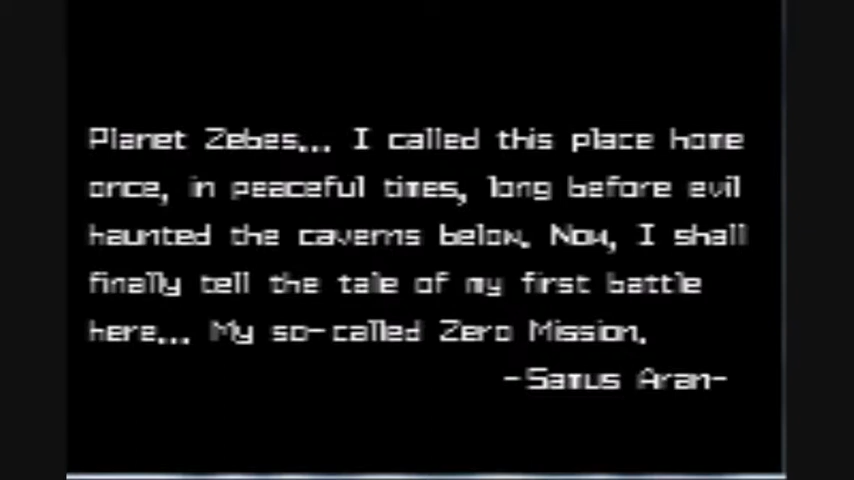 Planet Zebes... I called this place home
once, in peaceful times, long before evil
haunted the caverns below. Now, I shall
finally tell the tale of my first battle
here... My so-called Zero Mission.
-Samus Aran-